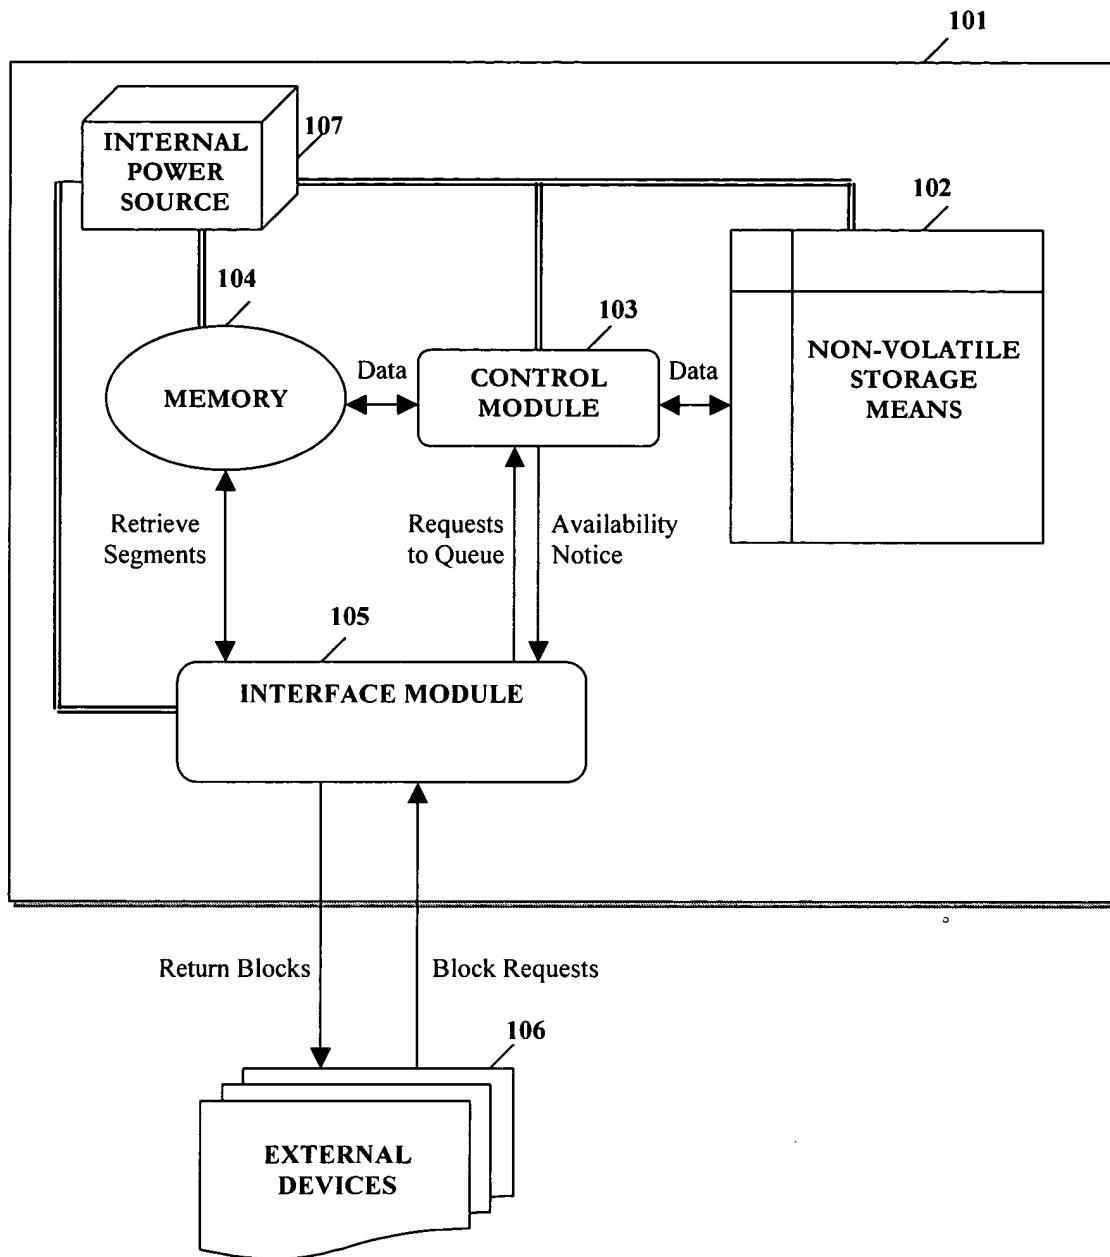 101
INTERNAL
POWER
SOURCE
107
102
104
103
NON-VOLATILE
STORAGE
MEANS
MEMORY
Data
CONTROL
MODULE
Data
Retrieve
Segments
Requests
to Queue
Availability
Notice
105
INTERFACE MODULE
Return Blocks
Block Requests
106
EXTERNAL
DEVICES